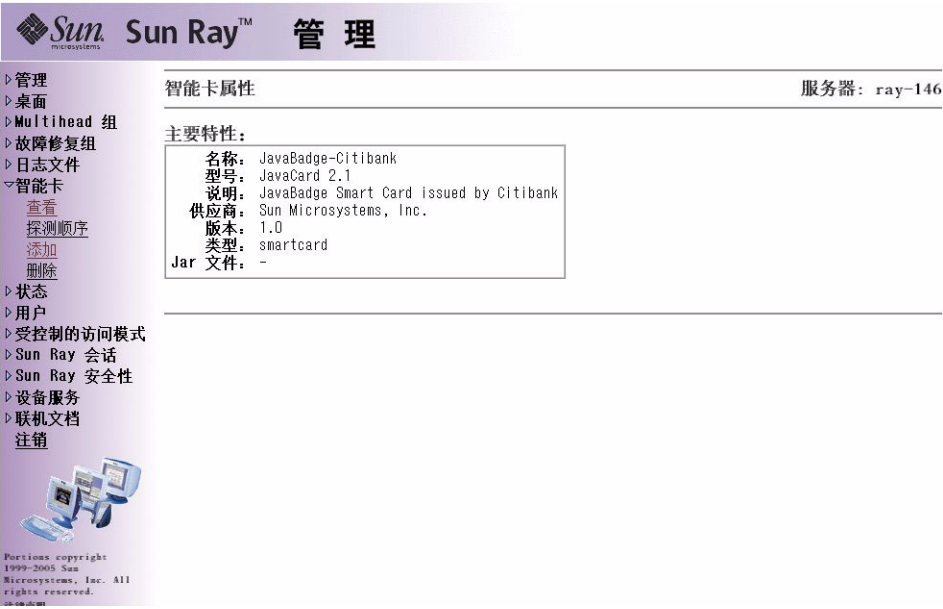 Sun microsystems Sun Ray™ 管 理
▷管理
▷桌面
▷Multihead 组
▷故障修复组
▷日志文件
▽智能卡
查看
探测顺序
添加
删除
▷状态
▷用户
▷受控制的访问模式
▷Sun Ray 会话
▷Sun Ray 安全性
▷设备服务
▷联机文档
注销
Portions copyright
1999-2005 Sun
Microsystems, Inc. All
rights reserved.
智能卡属性 服务器: ray-146
主要特性:
名称: JavaBadge-Citibank
型号: JavaCard 2.1
说明: JavaBadge Smart Card issued by Citibank
供应商: Sun Microsystems, Inc.
版本: 1.0
类型: smartcard
Jar 文件: -